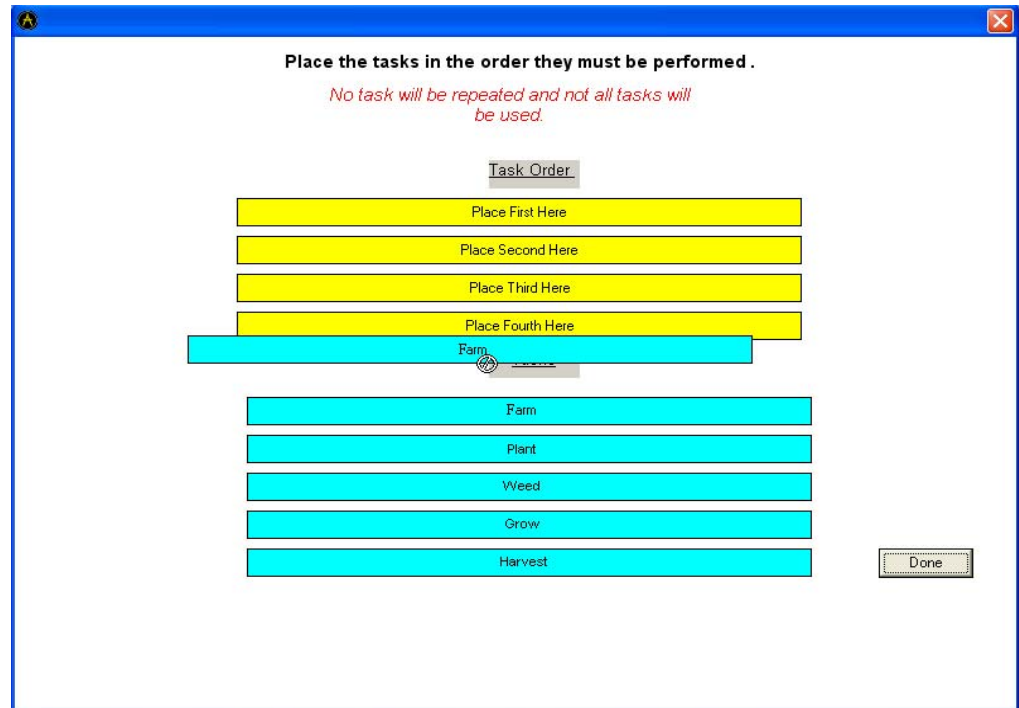 Place the tasks in the order they must be performed .
No task will be repeated and not all tasks will
be used.
Task Order
Place First Here
Place Second Here
Place Third Here
Place Fourth Here
Farm
Farm
Plant
Weed
Grow
Harvest
Done